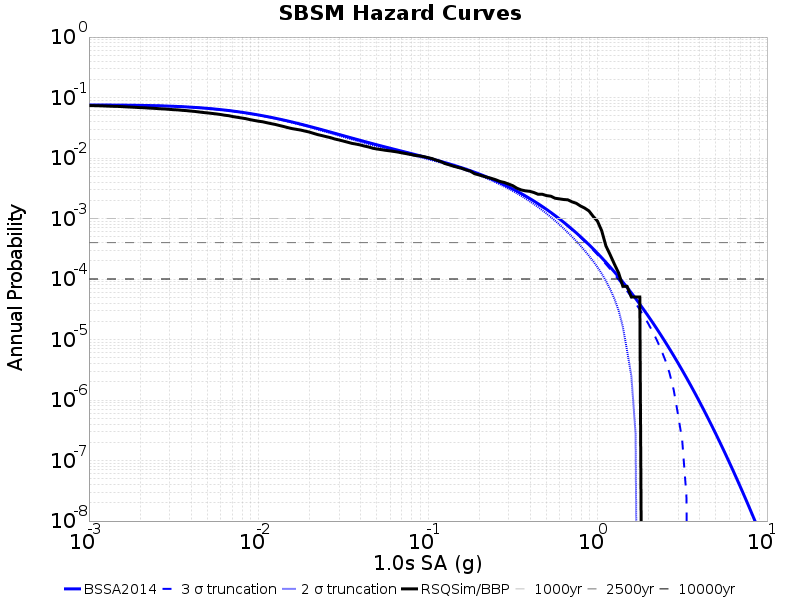 SBSM Hazard Curves
Annual Probability
10^0
10^-1
10^-2
10^-3
10^-4
10^-5
10^-6
10^-7
10^-8
10^-3 10^-2 10^-1 10^0 10^1
1.0s SA (g)
BSSA2014 3 σ truncation 2 σ truncation RSQSim/BBP 1000yr 2500yr 10000yr